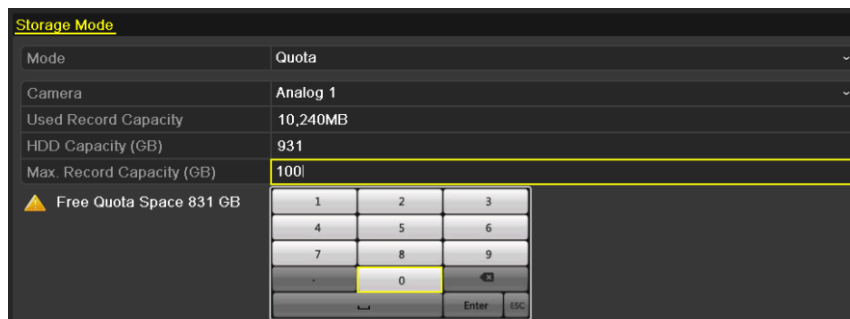 Storage Mode
Mode Quota
Camera Analog 1
Used Record Capacity 10,240MB
HDD Capacity (GB) 931
Max. Record Capacity (GB) 100
Free Quota Space 831 GB
1 2 3
4 5 6
7 8 9
. 0
Enter ESC